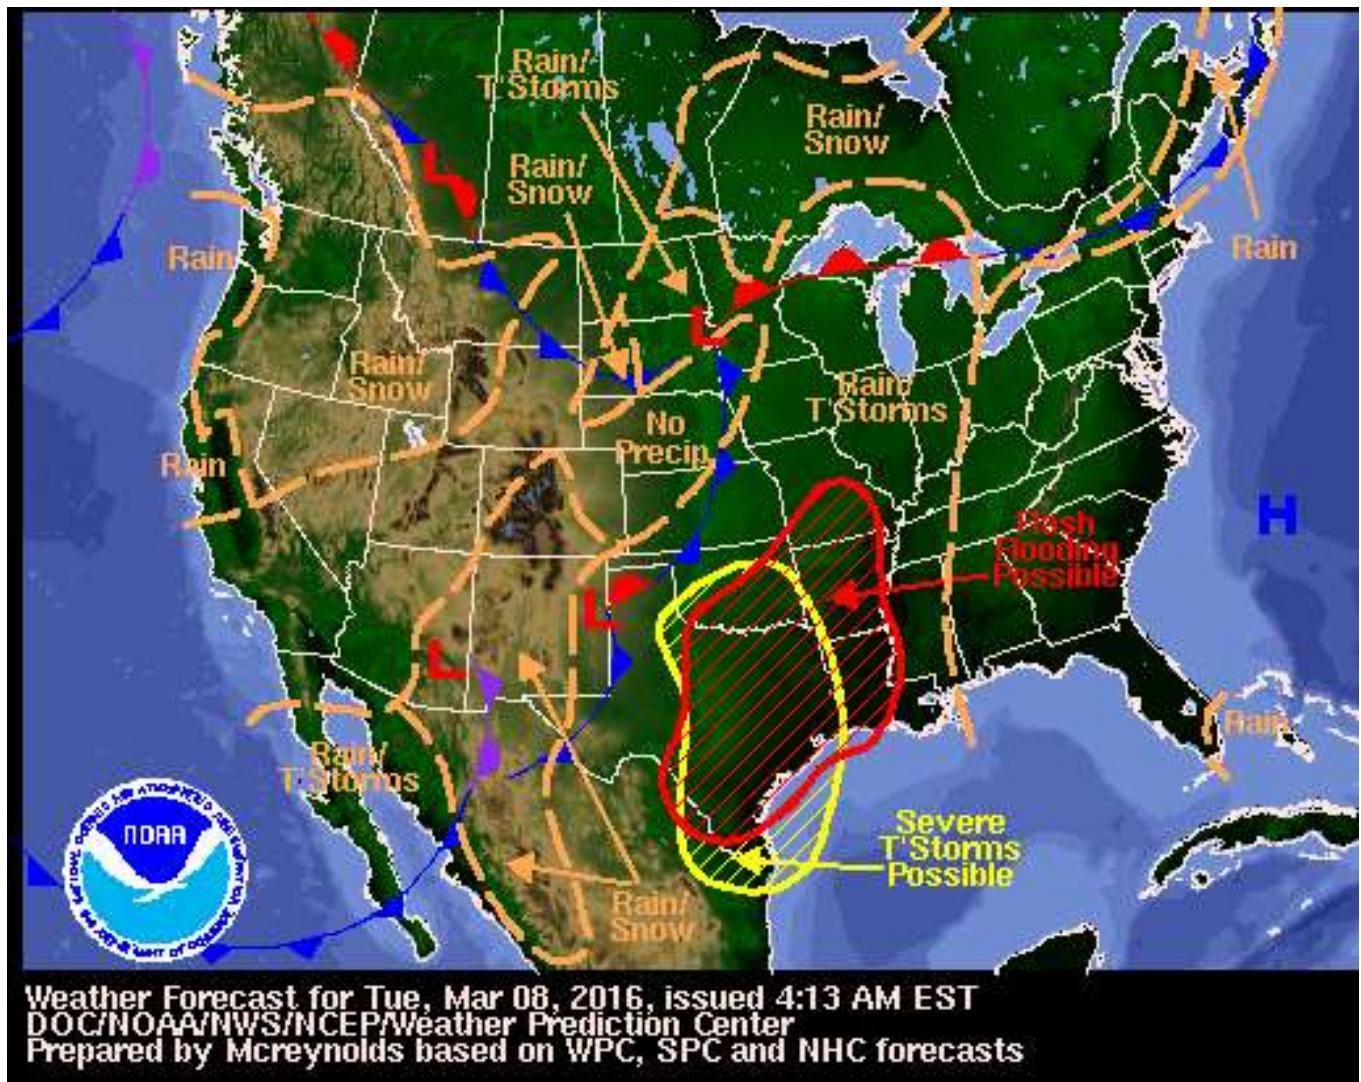 Rain/
T'Storms
Rain/
Snow
Rain/
Snow
Rain
Rain
L
L
Rain/
Snow
Rain/
T'Storms
No
Precip
Rain
H
Flash
Flooding
Possible
L
L
Rain/
T'Storms
Rain
NOAA
Severe
T'Storms
Possible
Rain/
Snow
Weather Forecast for Tue, Mar 08, 2016, issued 4:13 AM EST
DOC/NOAA/NWS/NCEP/Weather Prediction Center
Prepared by Mcreynolds based on WPC, SPC and NHC forecasts